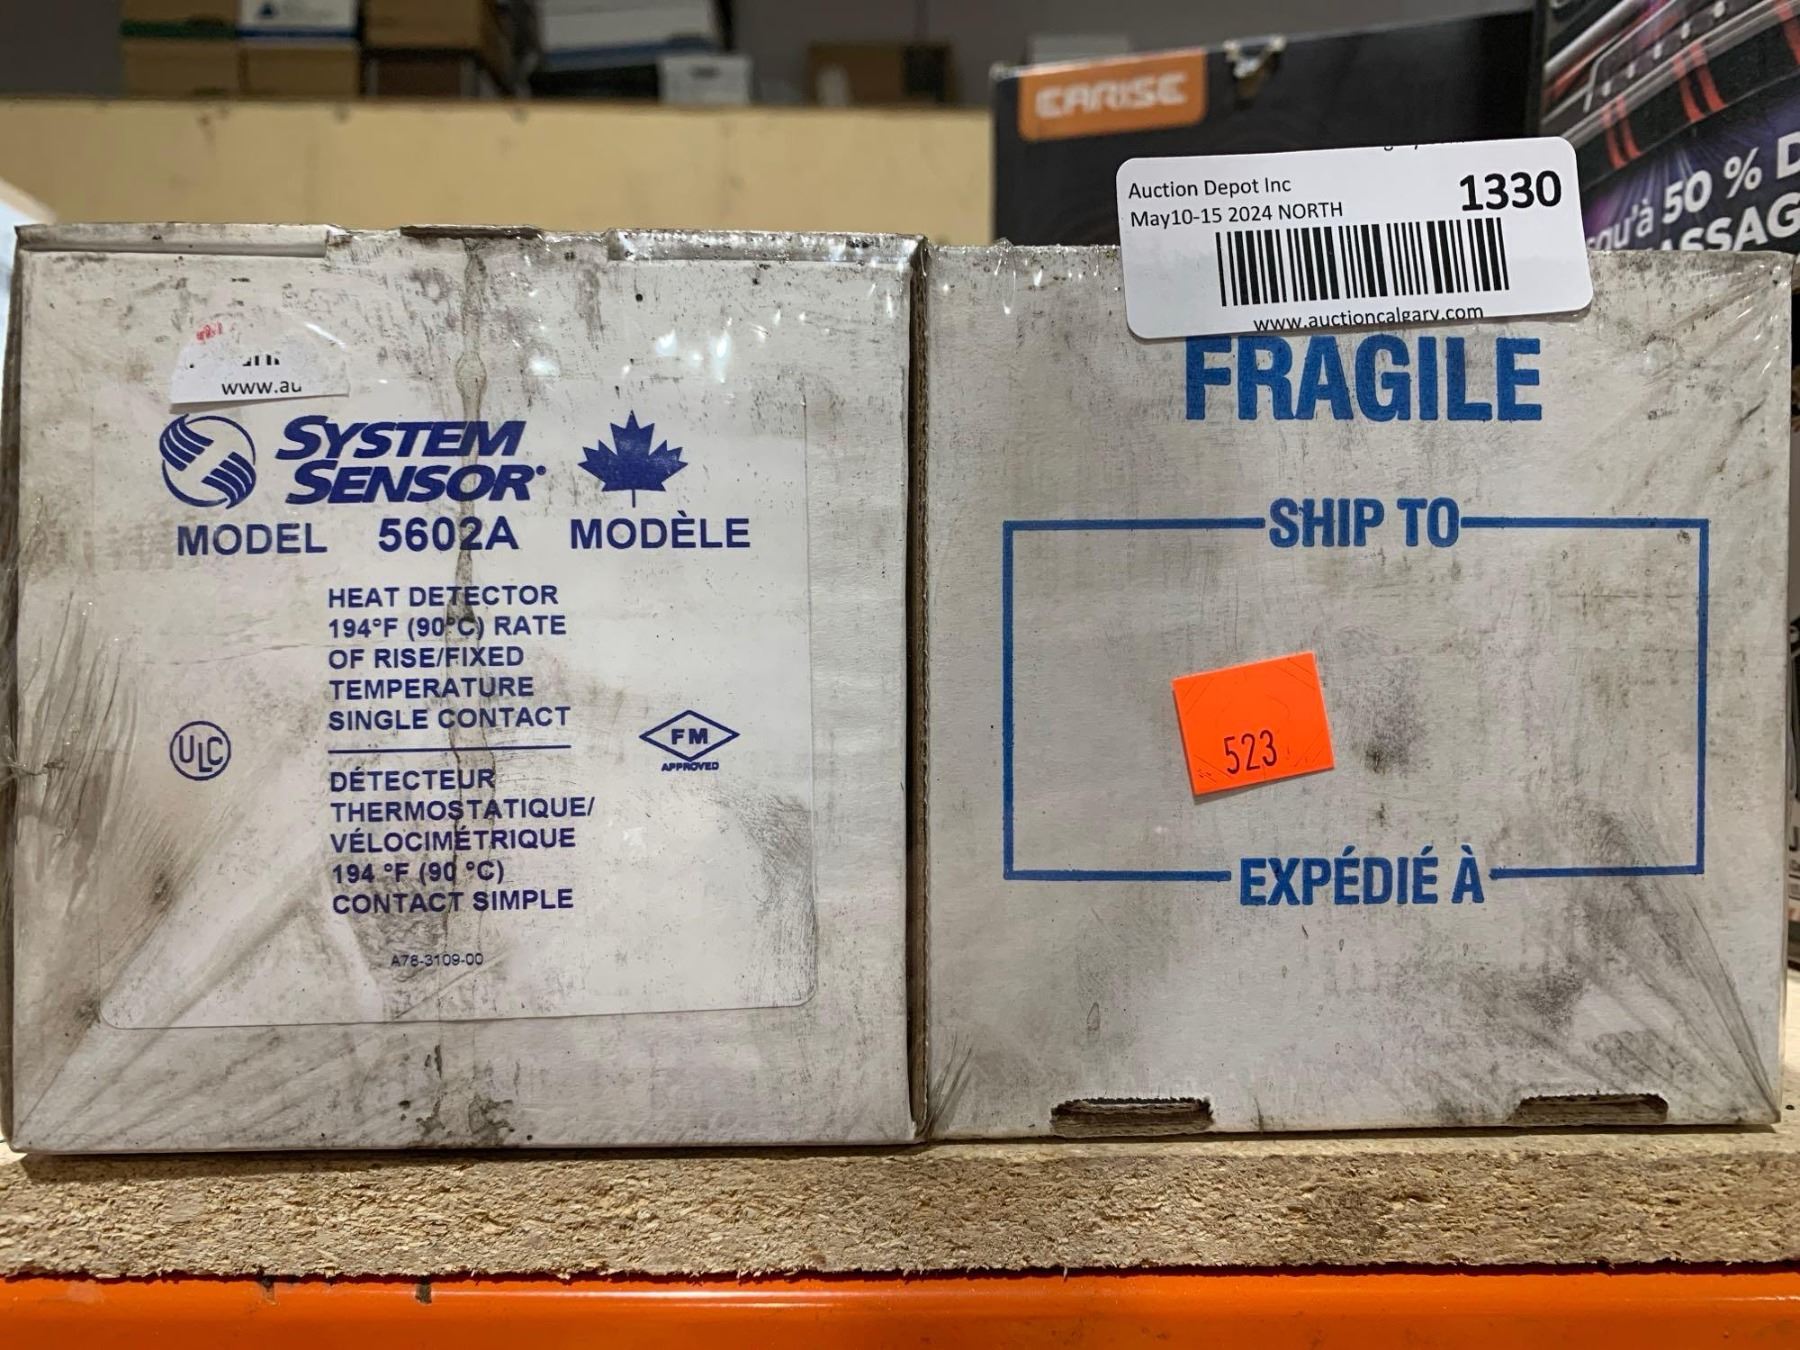 CARISE
Auction Depot Inc
1330
May10-15 2024 NORTH
www.auctioncalgary.com
50 %
www.au
SYSTEM
SENSOR
MODEL 5602A MODÈLE
HEAT DETECTOR
194°F (90°C) RATE
OF RISE/FIXED
TEMPERATURE
SINGLE CONTACT
ULC
FM
APPROVED
DÉTECTEUR
THERMOSTATIQUE/
VÉLOCIMÉTRIQUE
194 °F (90 °C)
CONTACT SIMPLE
A78-3109-00
FRAGILE
SHIP TO
523
EXPÉDIÉ À